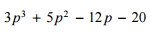 3p³ + 5p² − 12p − 20